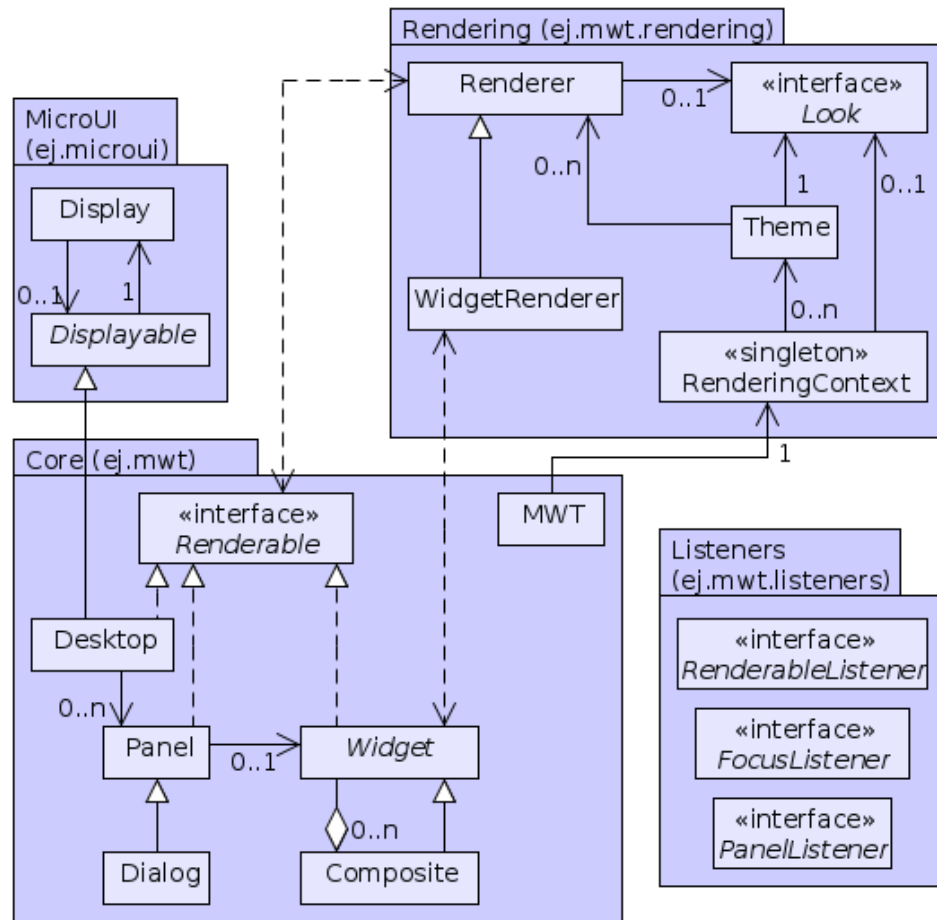 Rendering (ej.mwt.rendering)
Renderer
0..1
«interface»
Look
0..n
1
0..1
Theme
WidgetRenderer
0..n
«singleton»
RenderingContext
MicroUI
(ej.microui)
Display
0..1
1
Displayable
Core (ej.mwt)
1
«interface»
Renderable
MWT
Desktop
0..n
Panel
0..1
Widget
0..n
Dialog
Composite
Listeners
(ej.mwt.listeners)
«interface»
RenderableListener
«interface»
FocusListener
«interface»
PanelListener